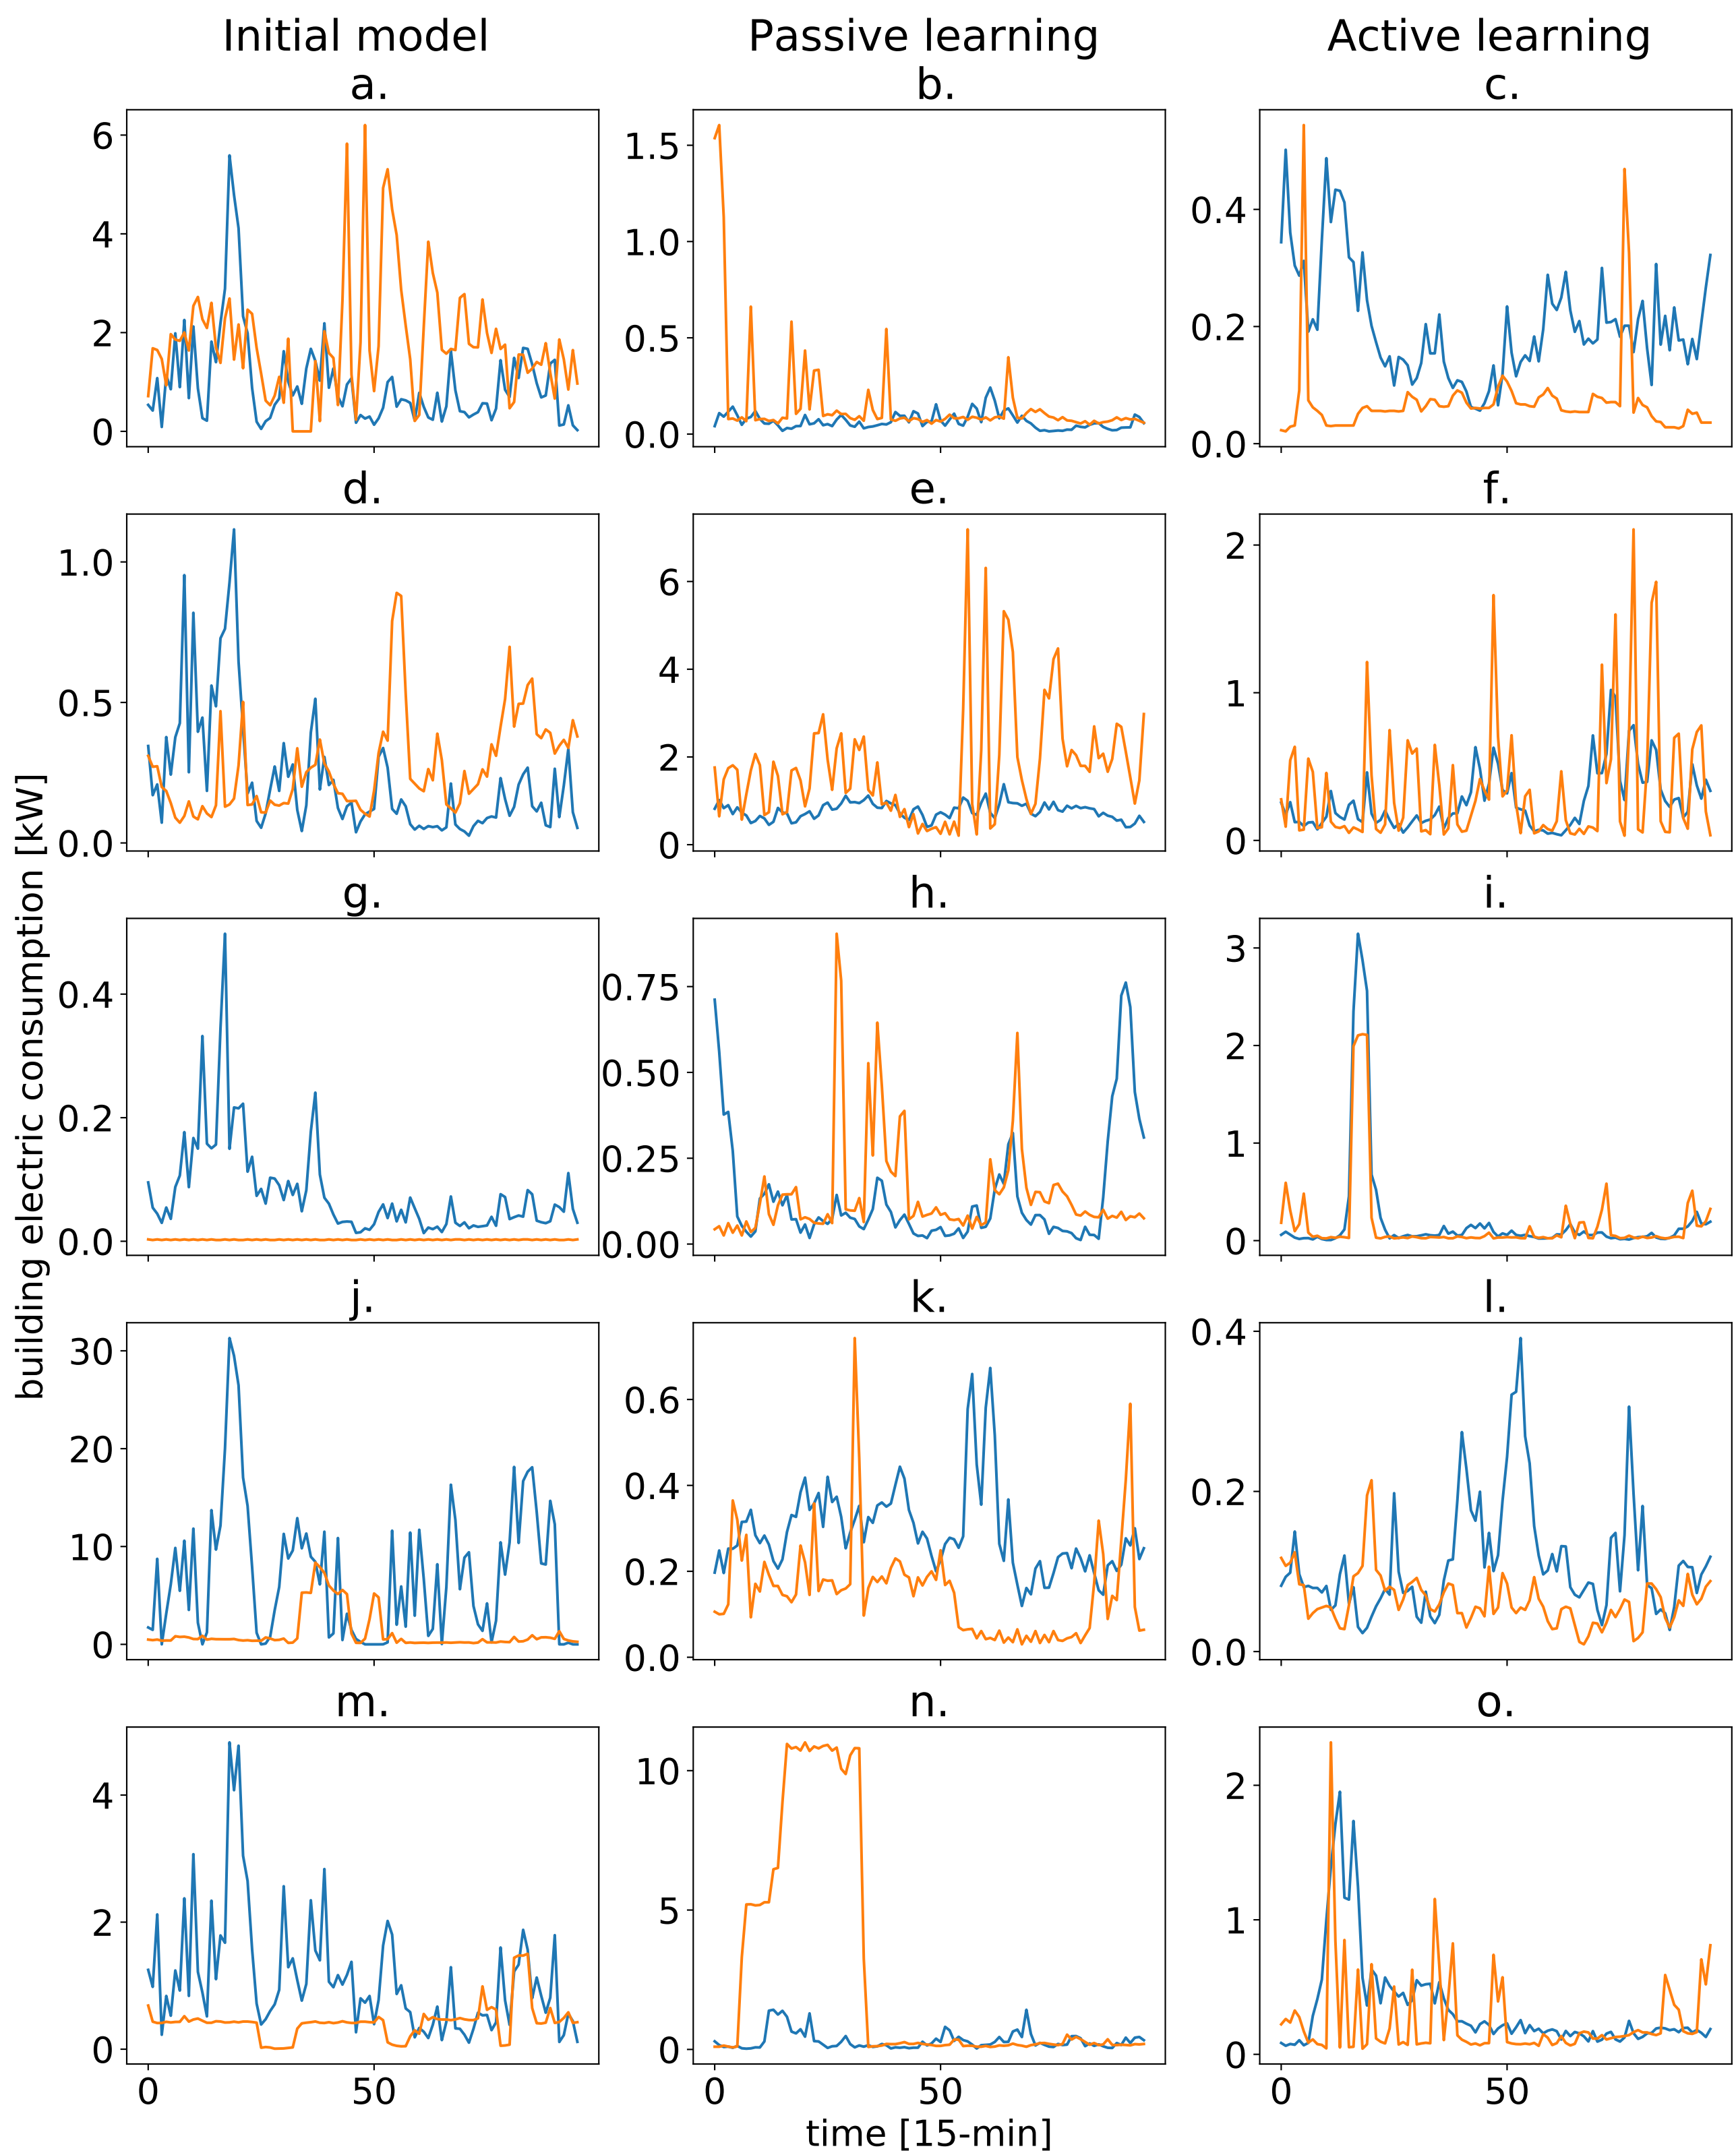 Initial model
Passive learning
Active learning
a.
b.
c.
6
4
2
0
1.5
1.0
0.5
0.0
0.4
0.2
0.0
d.
e.
f.
1.0
0.5
0.0
6
4
2
0
2
1
0
building electric consumption [kW]
g.
h.
i.
0.4
0.2
0.0
0.75
0.50
0.25
0.00
3
2
1
0
j.
k.
l.
30
20
10
0
0.6
0.4
0.2
0.0
0.4
0.2
0.0
m.
n.
o.
4
2
0
10
5
0
2
1
0
0
50
0
50
0
50
time [15-min]